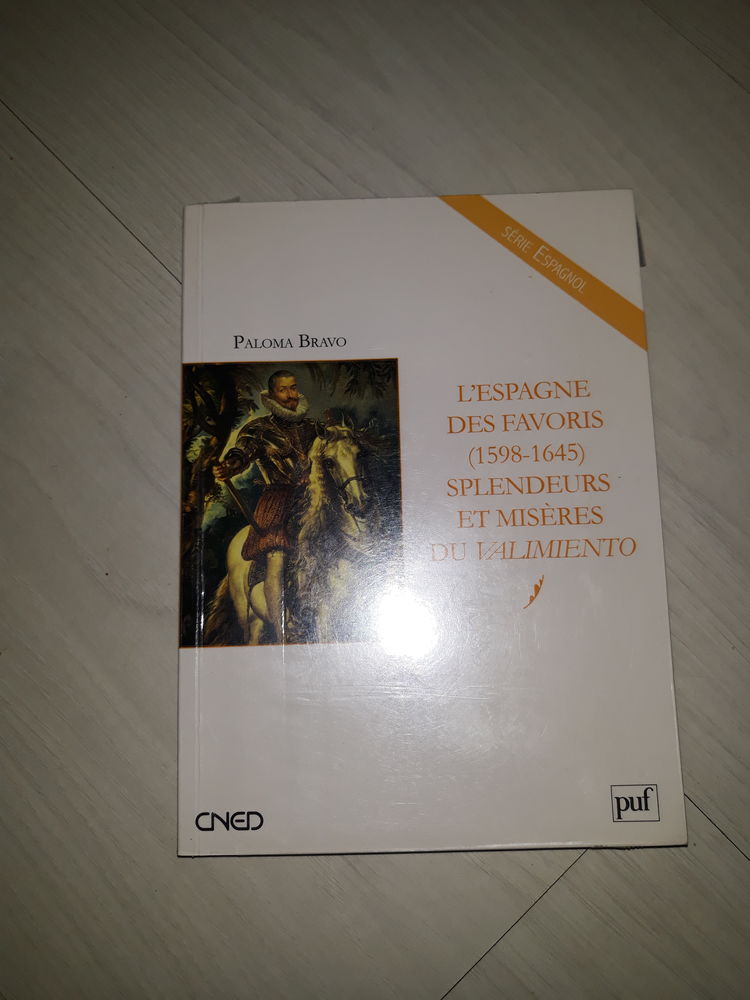 SÉRIE ESPAGNOL
PALOMA BRAVO
L'ESPAGNE
DES FAVORIS
(1598-1645)
SPLENDEURS
ET MISÈRES
DU VALIMIENTO
CNED
puf